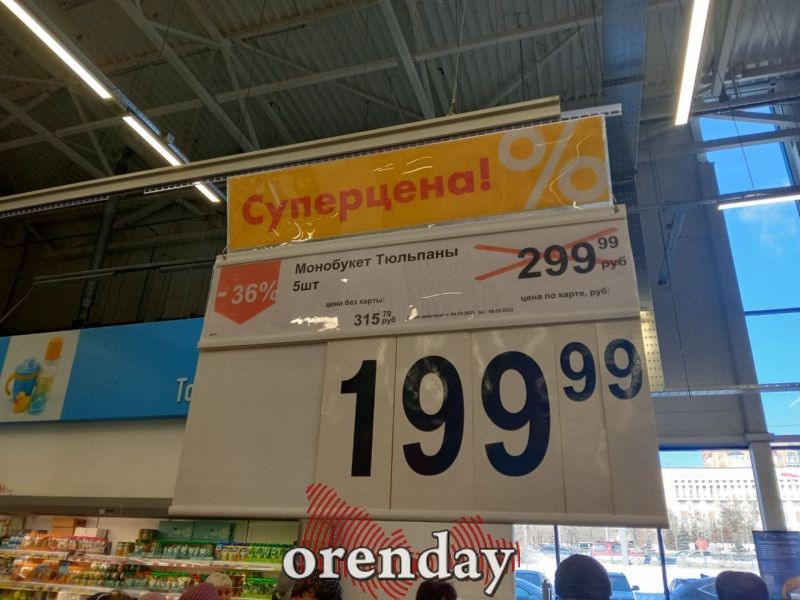 Суперцена! %
- 36%
Монобукет Тюльпаны
5шт
299 99 руб
цена без карты:
315 79 руб
цена по карте, руб:
199 99
То
orenday